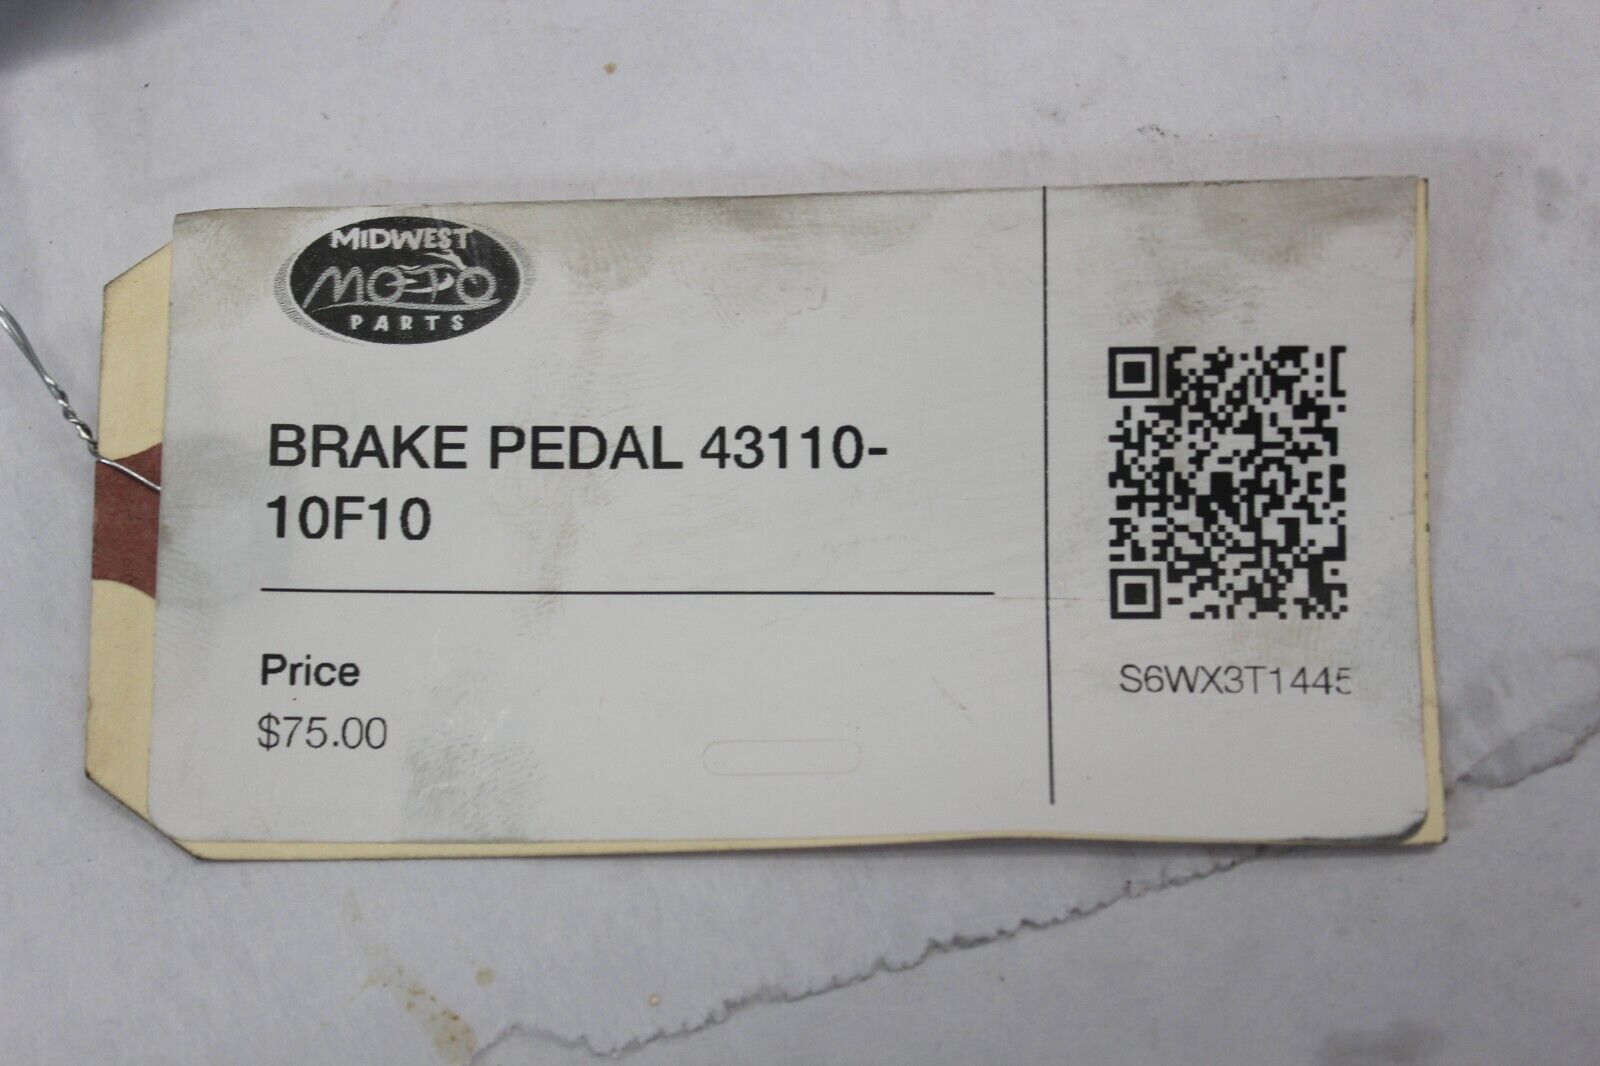 MIDWEST
MOTO
PARTS
BRAKE PEDAL 43110-
10F10
Price
$75.00
S6WX3T1445